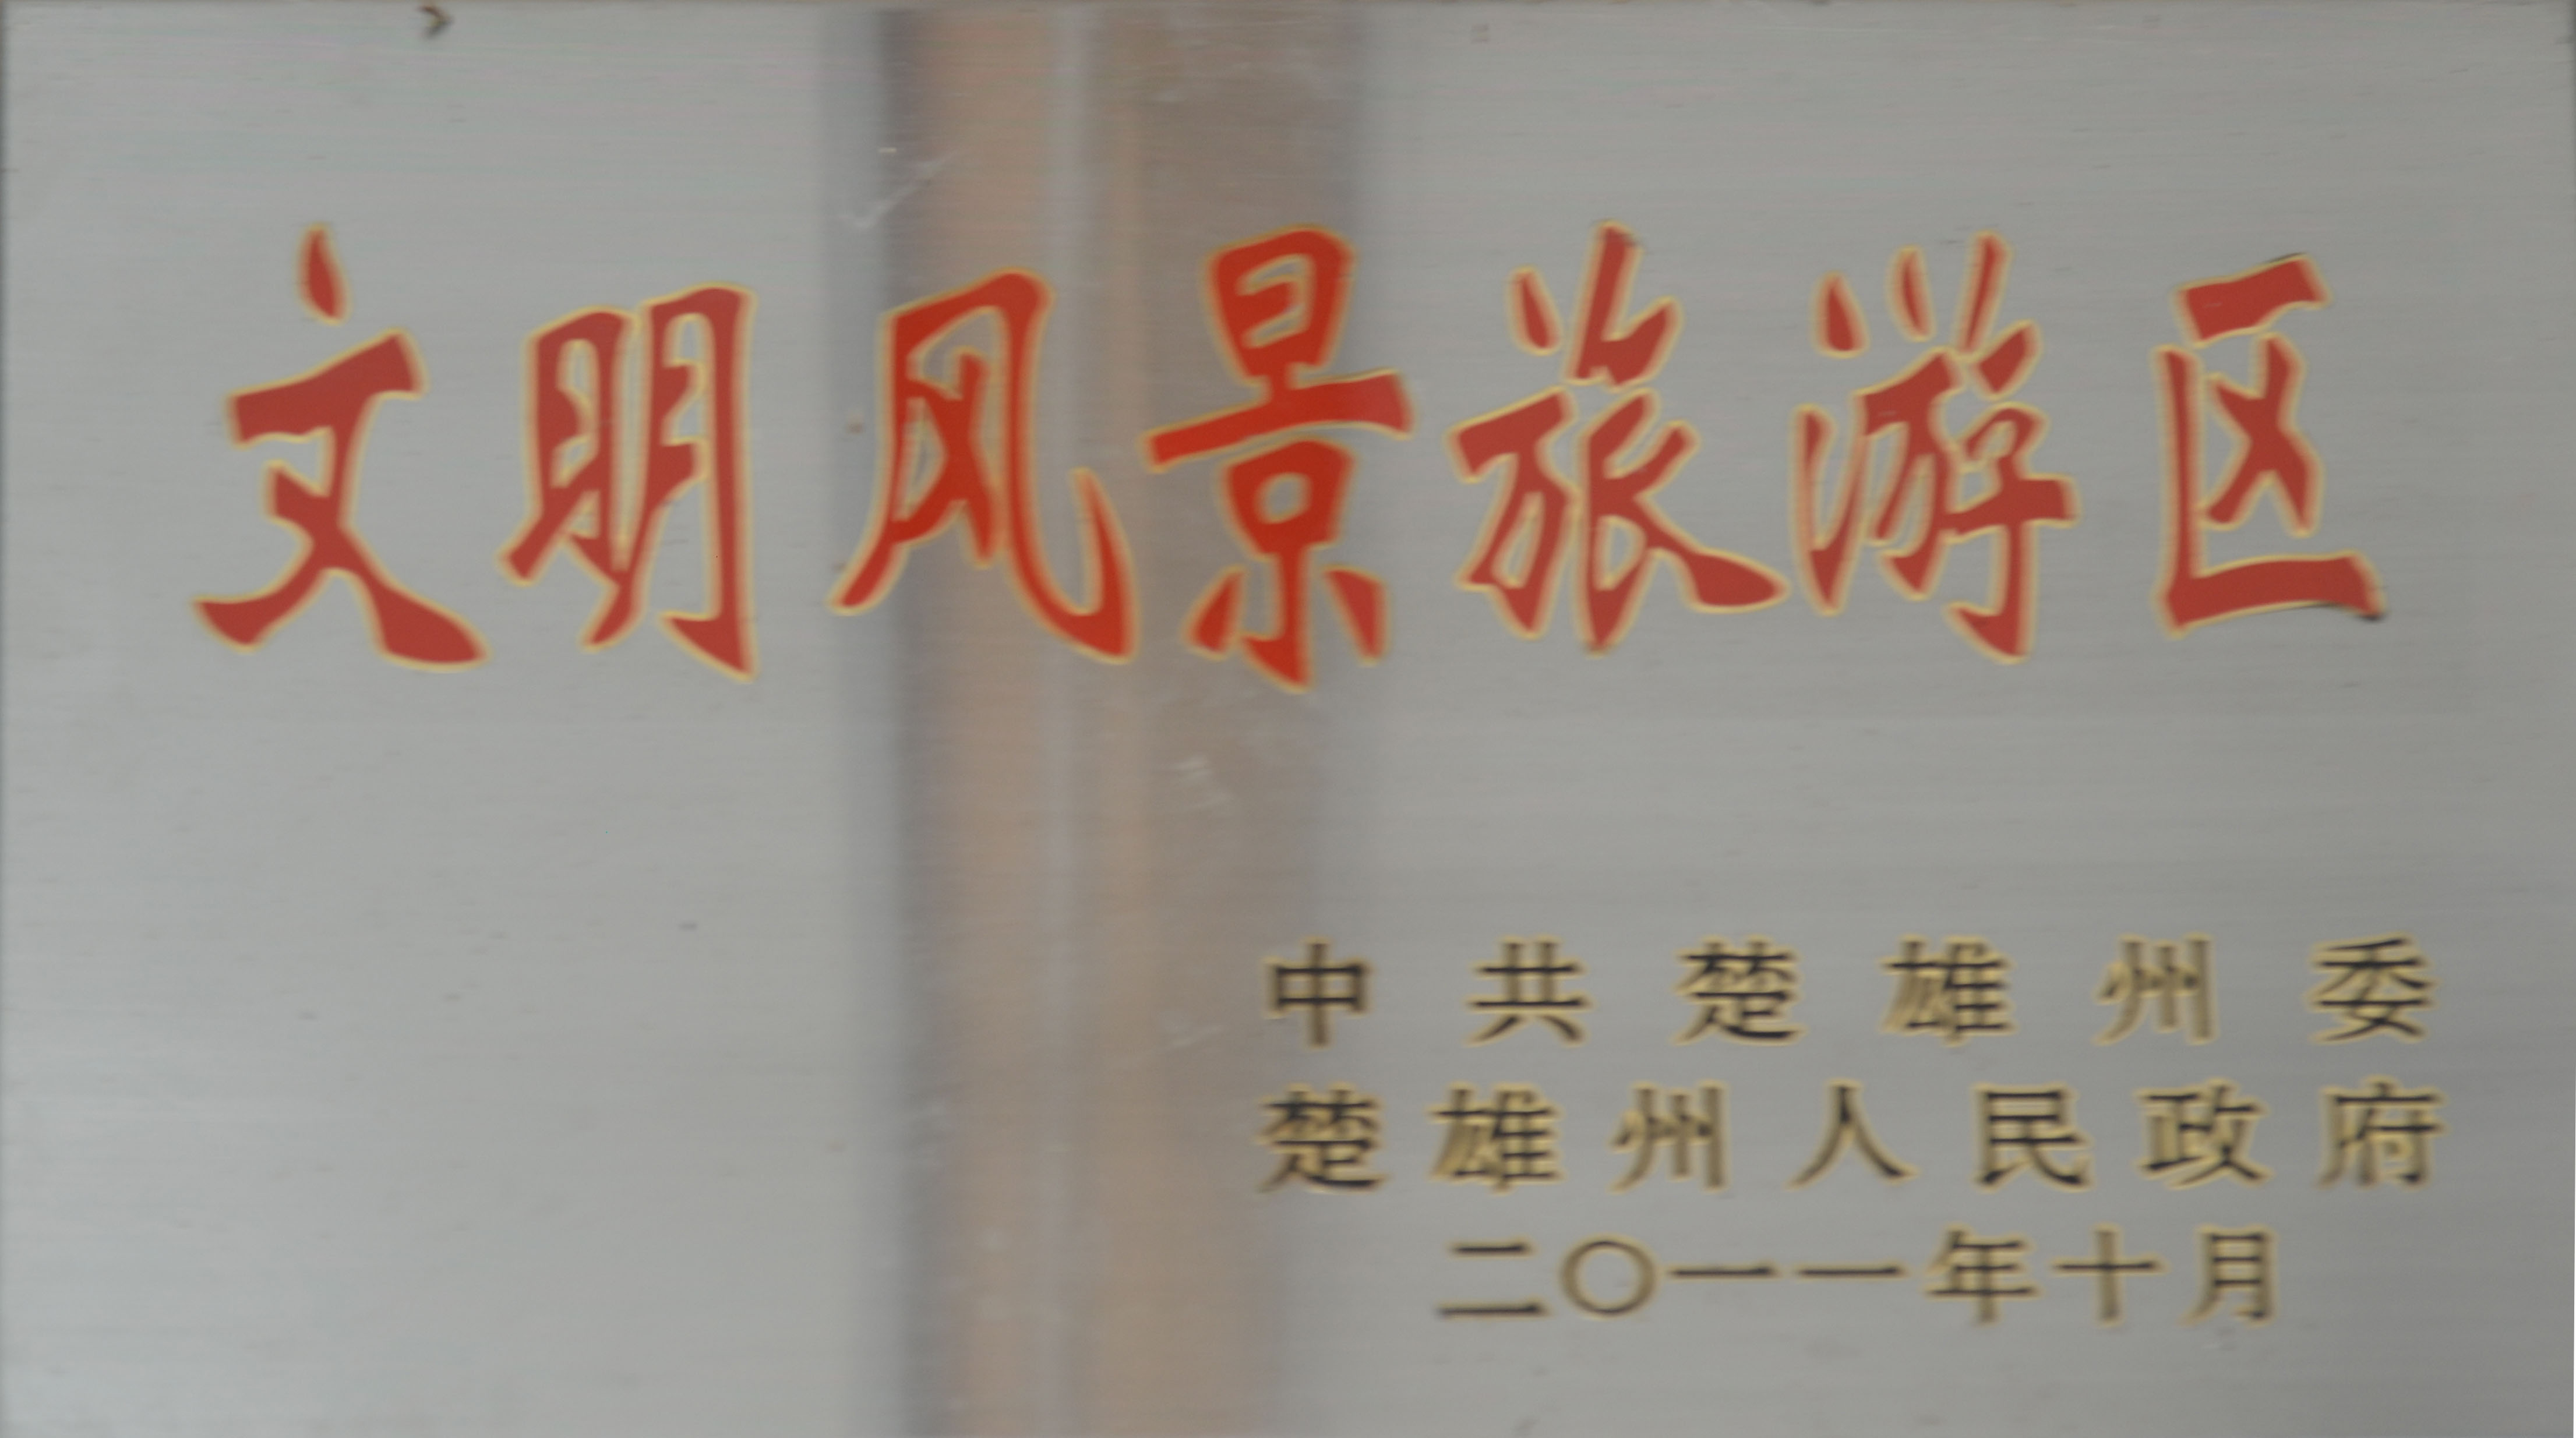 文明风景旅游区
中共楚雄州委
楚雄州人民政府
二〇一一年十月